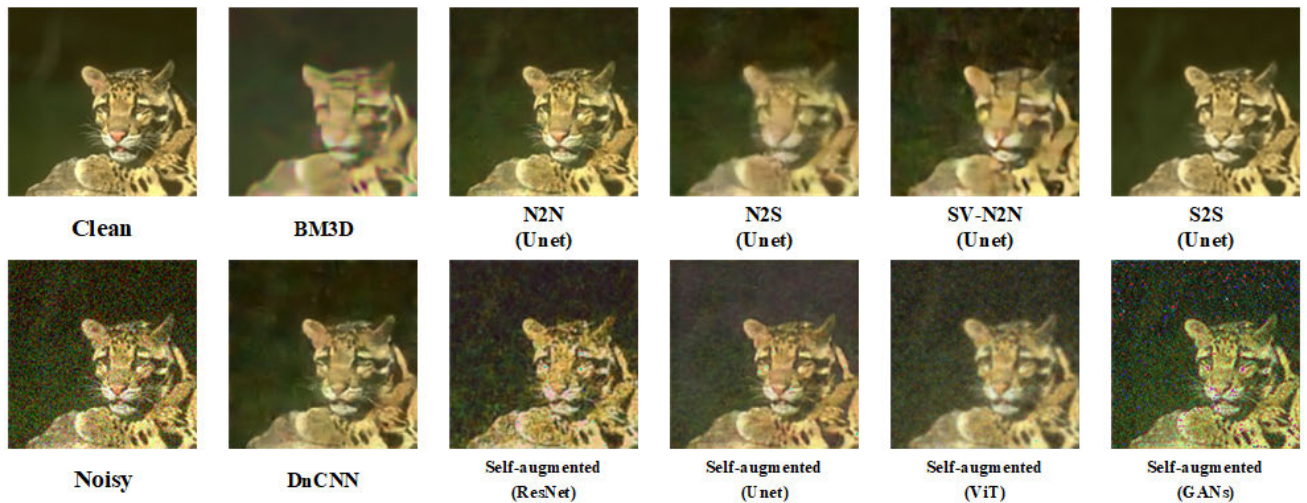 Clean
BM3D
N2N
(Unet)
N2S
(Unet)
SV-N2N
(Unet)
S2S
(Unet)
Noisy
DnCNN
Self-augmented
(ResNet)
Self-augmented
(Unet)
Self-augmented
(ViT)
Self-augmented
(GANs)